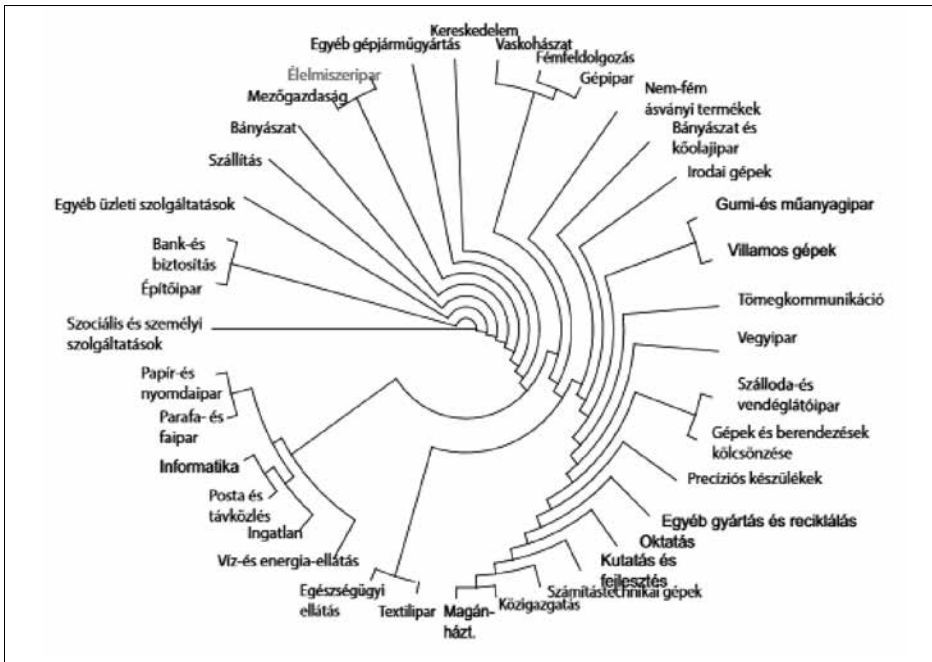 Kereskedelem
Egyéb gépjárműgyártás
Vaskohászat
Fémfeldolgozás
Gépipar
Élelmiszeripar
Mezőgazdaság
Nem-fém
ásványi termékek
Bányászat
Bányászat és
kőolajipar
Szállítás
Irodai gépek
Egyéb üzleti szolgáltatások
Gumi-és műanyagipar
Bank-és
biztosítás
Villamos gépek
Építőipar
Tömegkommunikáció
Szociális és személyi
szolgáltatások
Vegyipar
Papír-és
nyomdaipar
Szálloda-és
vendéglátóipar
Parafa- és
faipar
Gépek és berendezések
kölcsönzése
Informatika
Precíziós készülékek
Posta és
távközlés
Ingatlan
Egyéb gyártás és reciklálás
Oktatás
Víz-és energia-ellátás
Kutatás és
fejlesztés
Egészségügyi
ellátás
Textilipar
Magán-
házt.
Közigazgatás
Számítástechnikai gépek